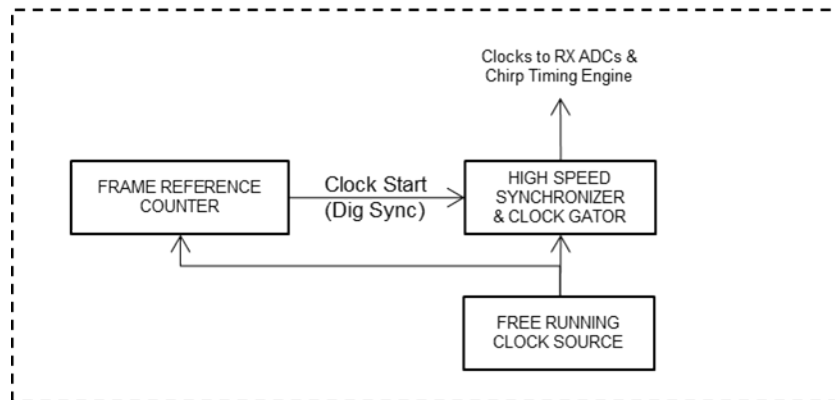 Clocks to RX ADCs &
Chirp Timing Engine
FRAME REFERENCE
COUNTER
Clock Start
(Dig Sync)
HIGH SPEED
SYNCHRONIZER
& CLOCK GATOR
FREE RUNNING
CLOCK SOURCE